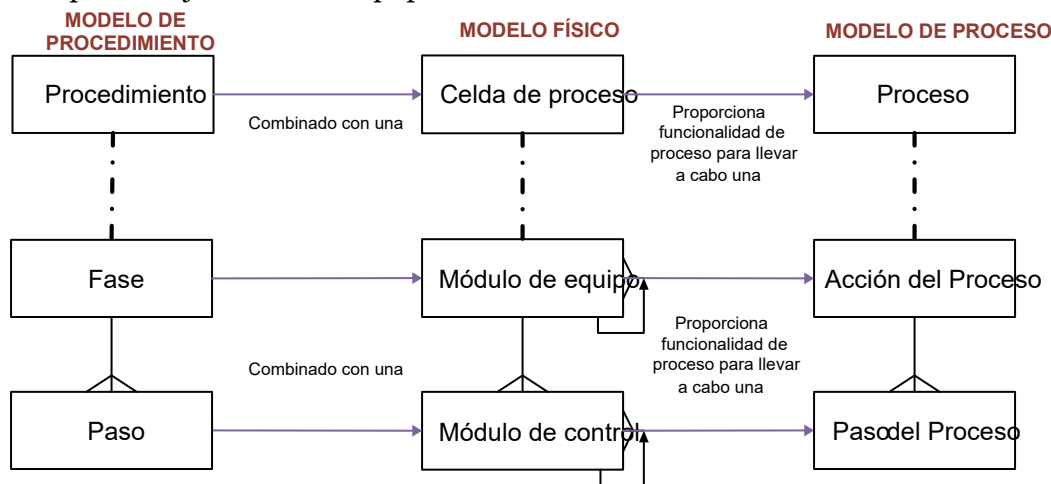 MODELO DE
PROCEDIMIENTO
MODELO FÍSICO
MODELO DE PROCESO
Procedimiento
Celda de proceso
Proceso
Combinado con una
Proporciona
funcionalidad de
proceso para llevar
a cabo una
Fase
Módulo de equipo
Acción del Proceso
Combinado con una
Proporciona
funcionalidad de
proceso para llevar
a cabo una
Paso
Módulo de control
Paso del Proceso